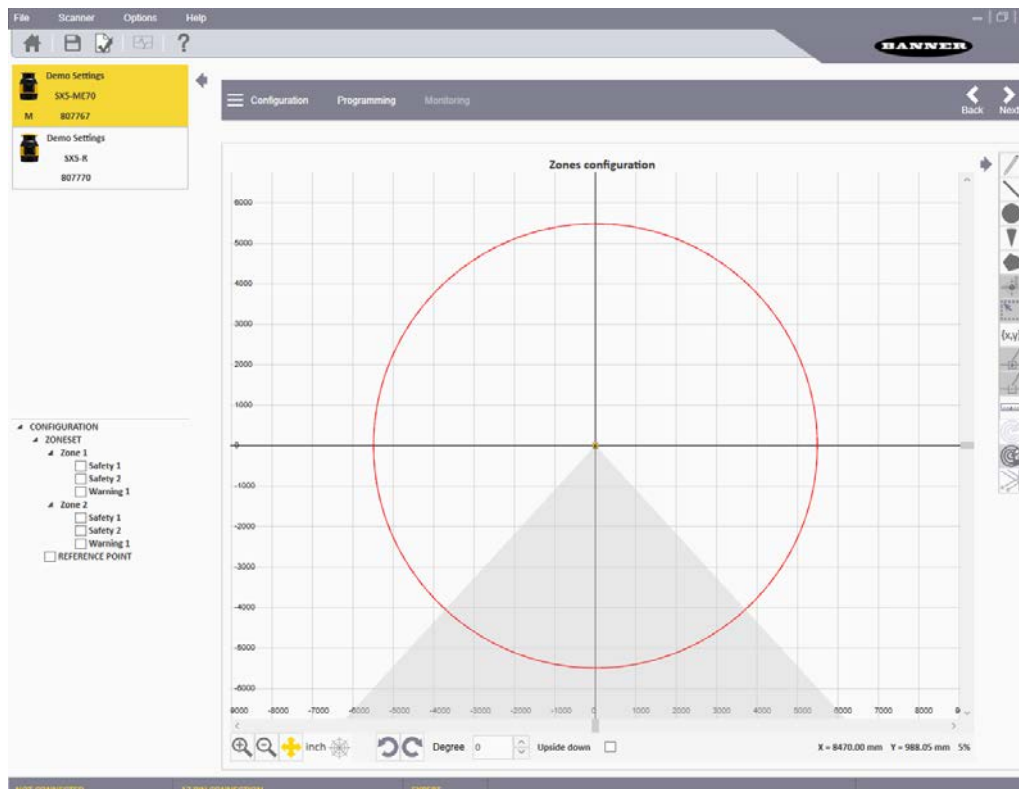 File Scanner Options Help
BANNER
Demo Settings
SX5-ME70
M 807767
Demo Settings
SX5-R
807770
Configuration Programming Monitoring
Back Next
Zones configuration
6000
5000
4000
3000
2000
1000
0
-1000
-2000
-3000
-4000
-5000
-6000
9000 -8000 -7000 -6000 -5000 -4000 -3000 -2000 -1000 0 1000 2000 3000 4000 5000 6000 7000 8000 9
{x,y}
CONFIGURATION
ZONESET
Zone 1
Safety 1
Safety 2
Warning 1
Zone 2
Safety 1
Safety 2
Warning 1
REFERENCE POINT
inch Degree 0 Upside down X = 8470.00 mm Y = 988.05 mm 5%